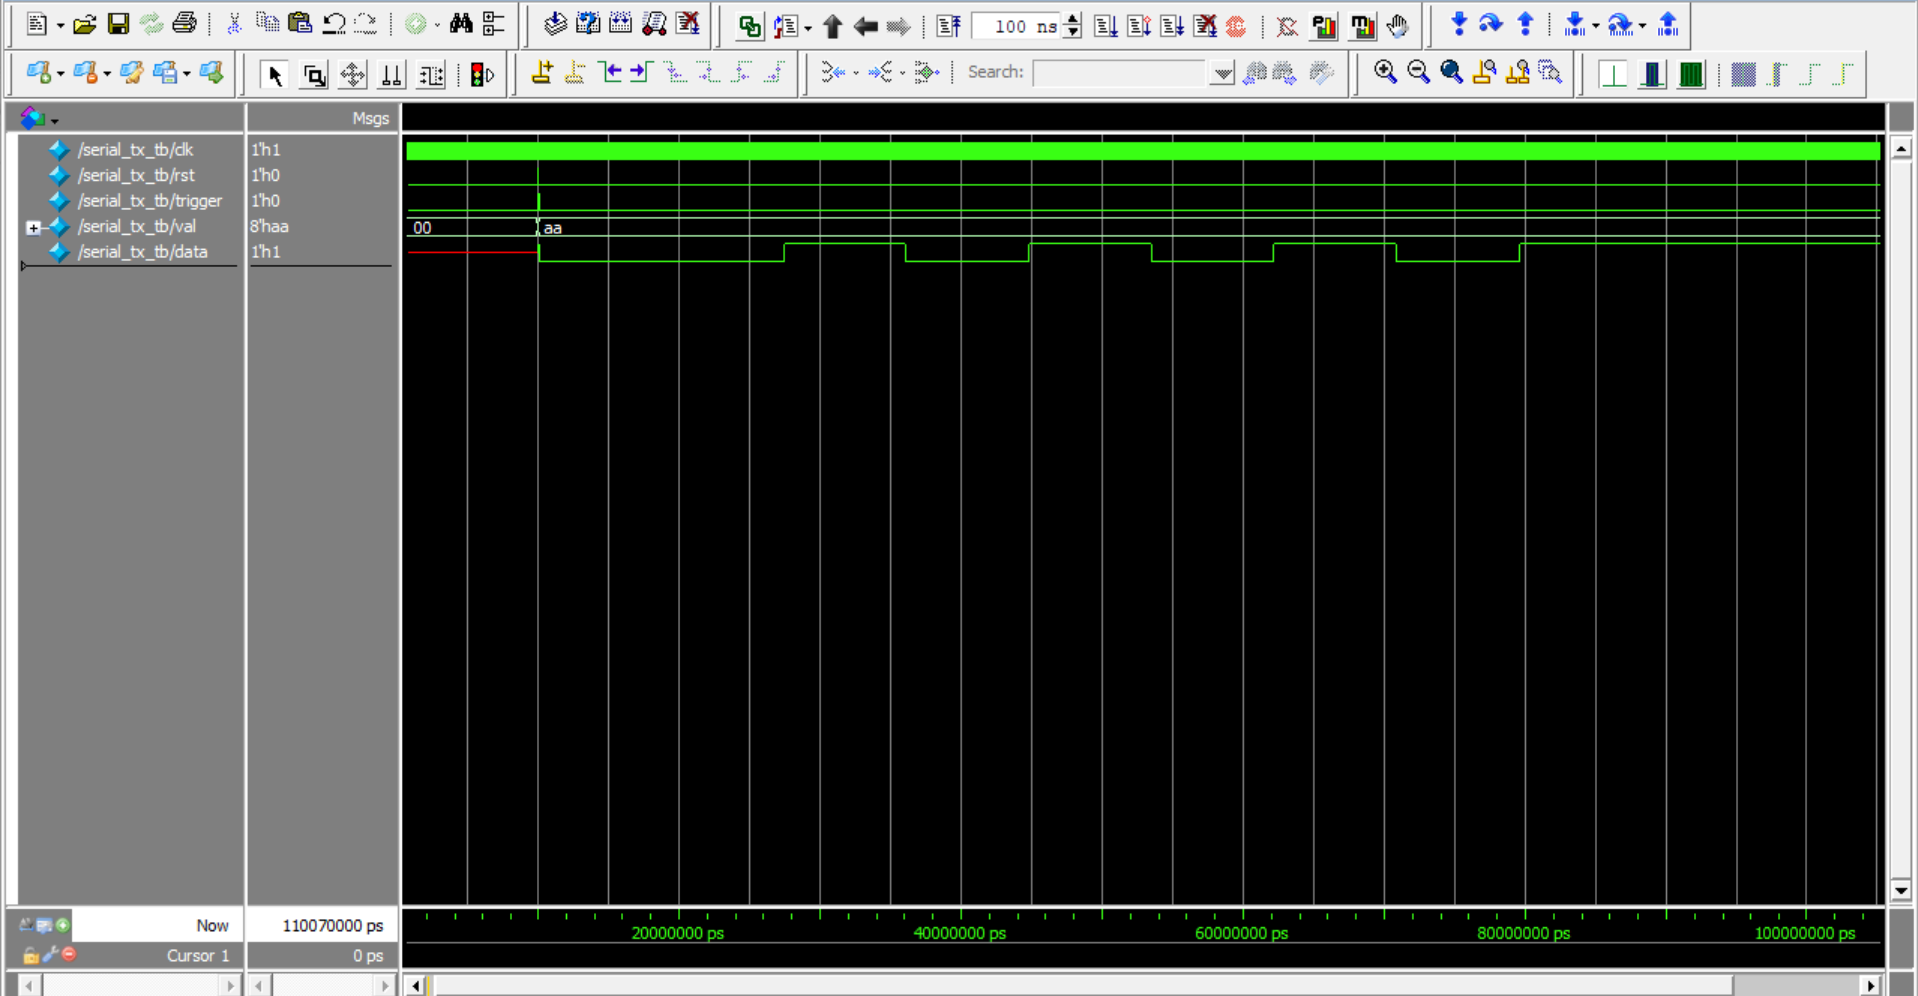 100 ns
Search:
Msgs
/serial_tx_tb/clk 1'h1
/serial_tx_tb/rst 1'h0
/serial_tx_tb/trigger 1'h0
/serial_tx_tb/val 8'haa 00 aa
/serial_tx_tb/data 1'h1
Now 110070000 ps
20000000 ps 40000000 ps 60000000 ps 80000000 ps 100000000 ps
Cursor 1 0 ps